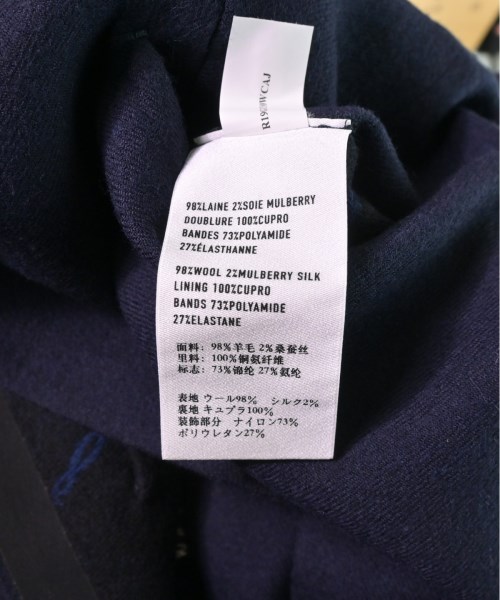 98%LAINE 2%SOIE MULBERRY
DOUBLURE 100%CUPRO
BANDES 73%POLYAMIDE
27%ÉLASTHANNE
98%WOOL 2%MULBERRY SILK
LINING 100%CUPRO
BANDS 73%POLYAMIDE
27%ELASTANE
面料: 98%羊毛 2%桑蚕丝
里料: 100%铜氨纤维
标志: 73%锦纶 27%氨纶
表地 ウール98% シルク2%
裏地 キュプラ100%
装飾部分 ナイロン73%
ポリウレタン27%